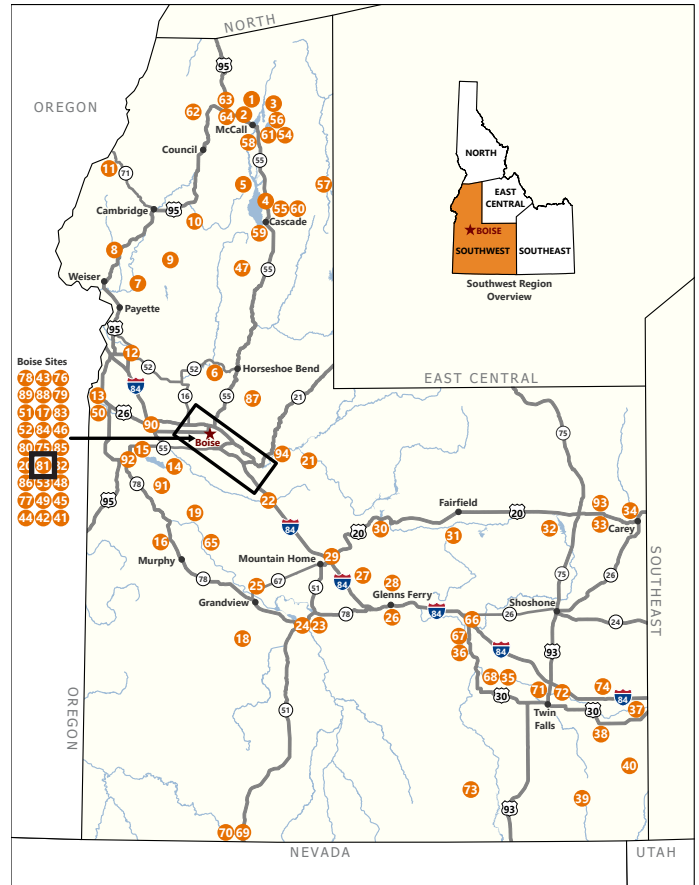 NORTH
OREGON
95
63
1
3
62
64
2
56
McCall
61
54
58
Council
55
11
71
5
57
4
55
60
Cambridge
95
10
Cascade
59
8
9
47
55
Weiser
7
Payette
95
12
52
52
6
Horseshoe Bend
84
16
55
87
21
13
50
26
90
Boise
15
55
92
14
94
21
78
91
95
22
19
84
16
65
Murphy
Mountain Home
29
78
67
25
Grandview
51
84
27
28
Glenns Ferry
24
23
78
26
18
51
OREGON
70
69
NEVADA
UTAH
Boise Sites
78 43 76
89 88 79
51 17 83
52 84 46
80 75 85
20 81 82
86 53 48
77 49 45
44 42 41
NORTH
EAST
CENTRAL
BOISE
SOUTHWEST
SOUTHEAST
Southwest Region
Overview
EAST CENTRAL
75
Fairfield
20
20
30
31
32
93
33
34
Carey
75
26
SOUTHEAST
84
66
26
Shoshone
24
67
36
84
93
68
35
30
71
72
74
84
30
37
Twin
Falls
38
40
73
39
93